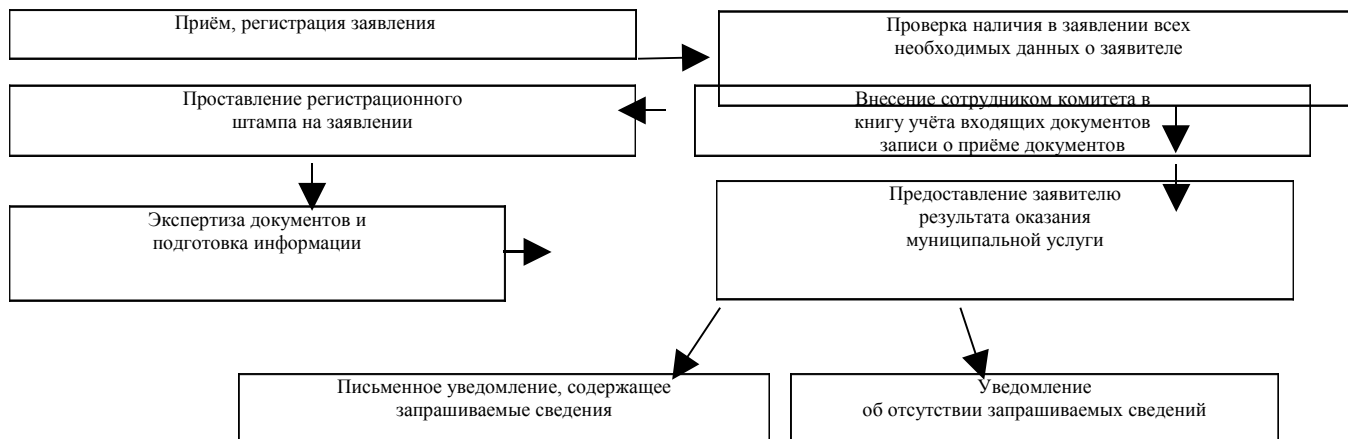 Приём, регистрация заявления
Проверка наличия в заявлении всех
необходимых данных о заявителе
Проставление регистрационного
штампа на заявлении
Внесение сотрудником комитета в
книгу учёта входящих документов
записи о приёме документов
Экспертиза документов и
подготовка информации
Предоставление заявителю
результата оказания
муниципальной услуги
Письменное уведомление, содержащее
запрашиваемые сведения
Уведомление
об отсутствии запрашиваемых сведений